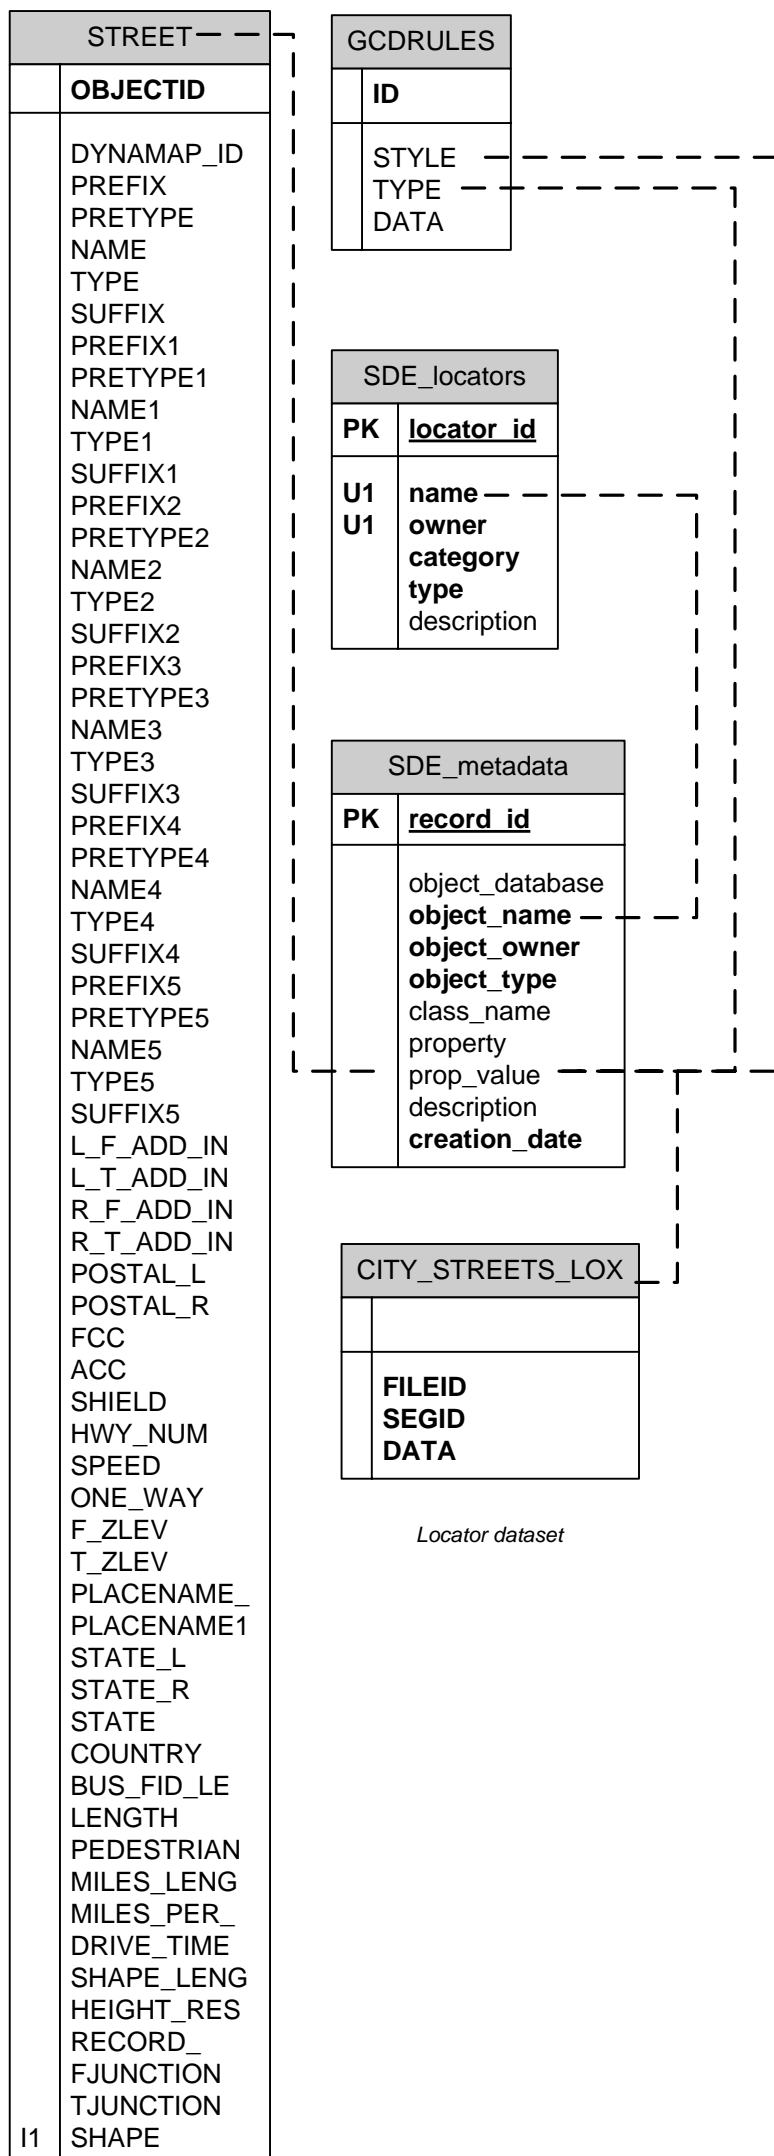 STREET
OBJECTID
DYNAMAP_ID
PREFIX
PRETYPE
NAME
TYPE
SUFFIX
PREFIX1
PRETYPE1
NAME1
TYPE1
SUFFIX1
PREFIX2
PRETYPE2
NAME2
TYPE2
SUFFIX2
PREFIX3
PRETYPE3
NAME3
TYPE3
SUFFIX3
PREFIX4
PRETYPE4
NAME4
TYPE4
SUFFIX4
PREFIX5
PRETYPE5
NAME5
TYPE5
SUFFIX5
L_F_ADD_IN
L_T_ADD_IN
R_F_ADD_IN
R_T_ADD_IN
POSTAL_L
POSTAL_R
FCC
ACC
SHIELD
HWY_NUM
SPEED
ONE_WAY
F_ZLEV
T_ZLEV
PLACENAME_
PLACENAME1
STATE_L
STATE_R
STATE
COUNTRY
BUS_FID_LE
LENGTH
PEDESTRIAN
MILES_LENG
MILES_PER_
DRIVE_TIME
SHAPE_LENG
HEIGHT_RES
RECORD_
FJUNCTION
TJUNCTION
I1 SHAPE
GCDRULES
ID
STYLE
TYPE
DATA
SDE_locators
PK locator_id
U1 name
U1 owner
category
type
description
SDE_metadata
PK record_id
object_database
object_name
object_owner
object_type
class_name
property
prop_value
description
creation_date
CITY_STREETS_LOX
FILEID
SEGID
DATA
Locator dataset